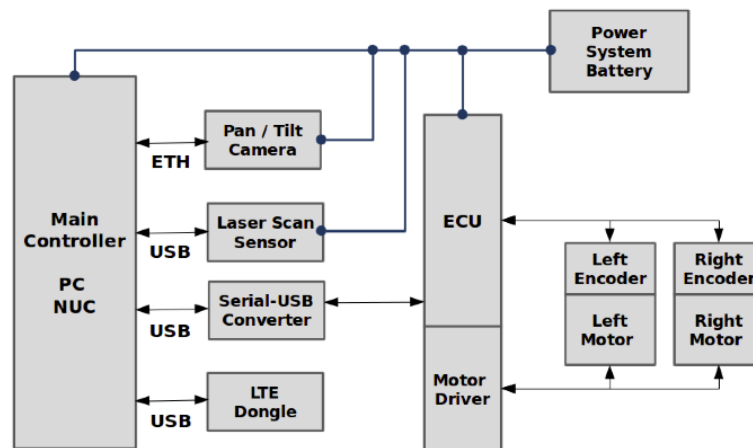 Power
System
Battery
Main
Controller
PC
NUC
ETH
Pan / Tilt
Camera
USB
Laser Scan
Sensor
USB
Serial-USB
Converter
USB
LTE
Dongle
ECU
Motor
Driver
Left
Encoder
Left
Motor
Right
Encoder
Right
Motor